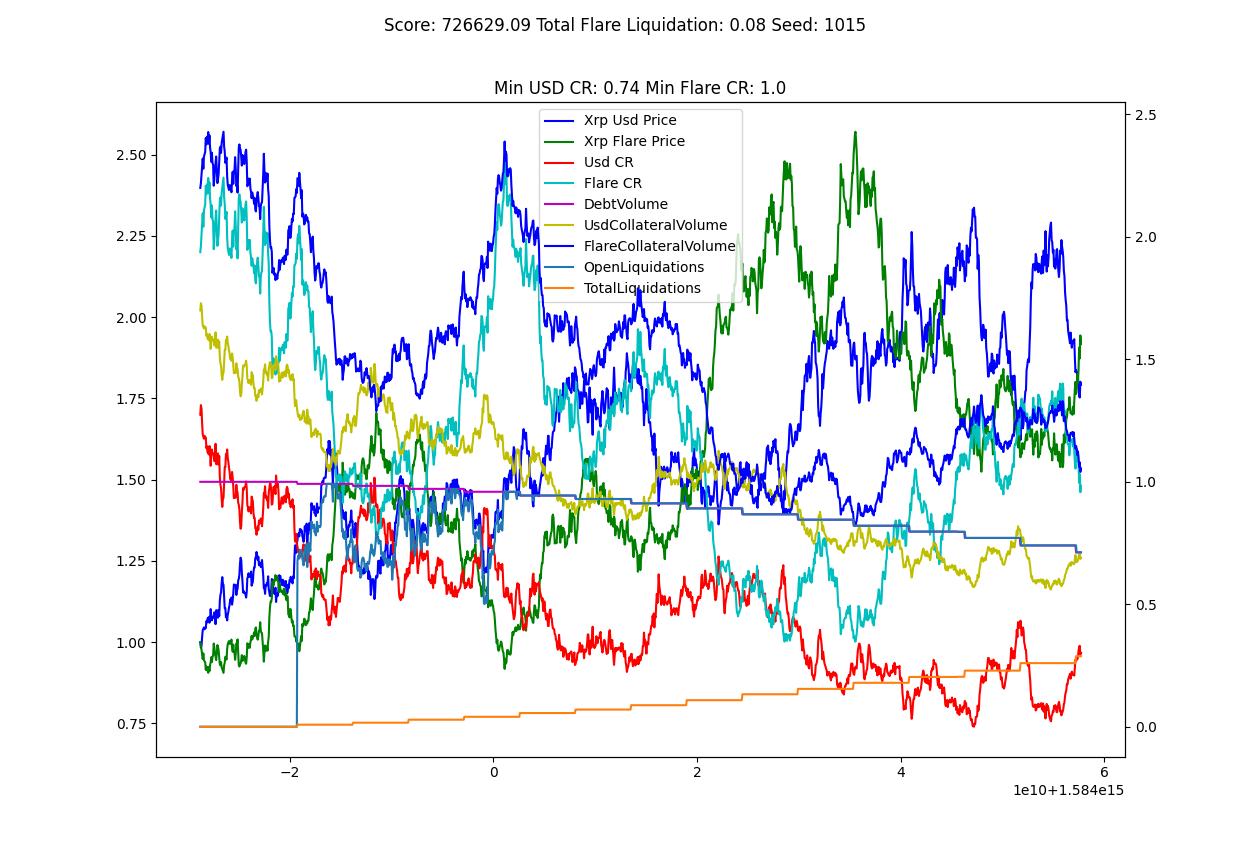 Score: 726629.09 Total Flare Liquidation: 0.08 Seed: 1015
Min USD CR: 0.74 Min Flare CR: 1.0
Xrp Usd Price
Xrp Flare Price
Usd CR
Flare CR
DebtVolume
UsdCollateralVolume
FlareCollateralVolume
OpenLiquidations
TotalLiquidations
2.50
2.25
2.00
1.75
1.50
1.25
1.00
0.75
2.5
2.0
1.5
1.0
0.5
0.0
−2
0
2
4
6
1e10+1.584e15